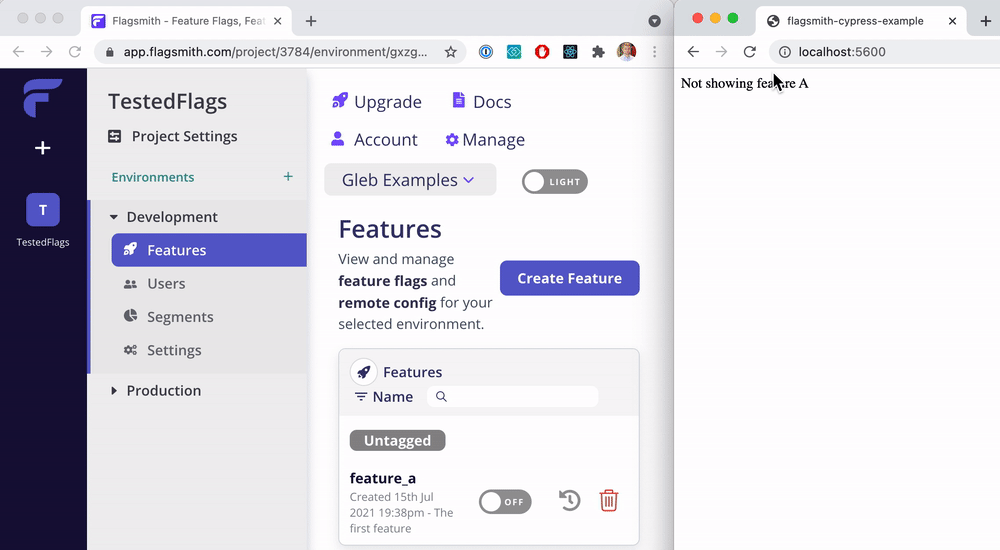 Flagsmith - Feature Flags, Feat
app.flagsmith.com/project/3784/environment/gxzg...
T
TestedFlags
TestedFlags
Project Settings
Environments +
Development
Features
Users
Segments
Settings
Production
Upgrade
Docs
Account
Manage
Gleb Examples
LIGHT
Features
View and manage
feature flags and
remote config for your
selected environment.
Create Feature
Features
Name
Untagged
feature_a
Created 15th Jul
2021 19:38pm - The
first feature
OFF
flagsmith-cypress-example
localhost:5600
Not showing feature A